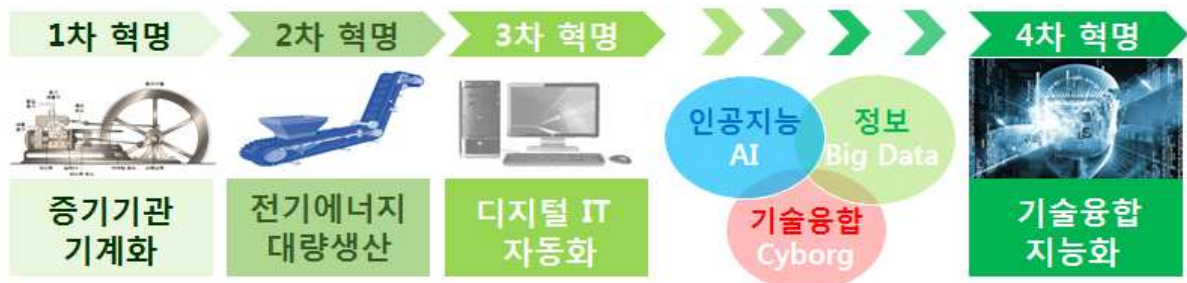 1차 혁명
2차 혁명
3차 혁명
4차 혁명
인공지능
AI
정보
Big Data
기술융합
Cyborg
증기기관
기계화
전기에너지
대량생산
디지털 IT
자동화
기술융합
지능화